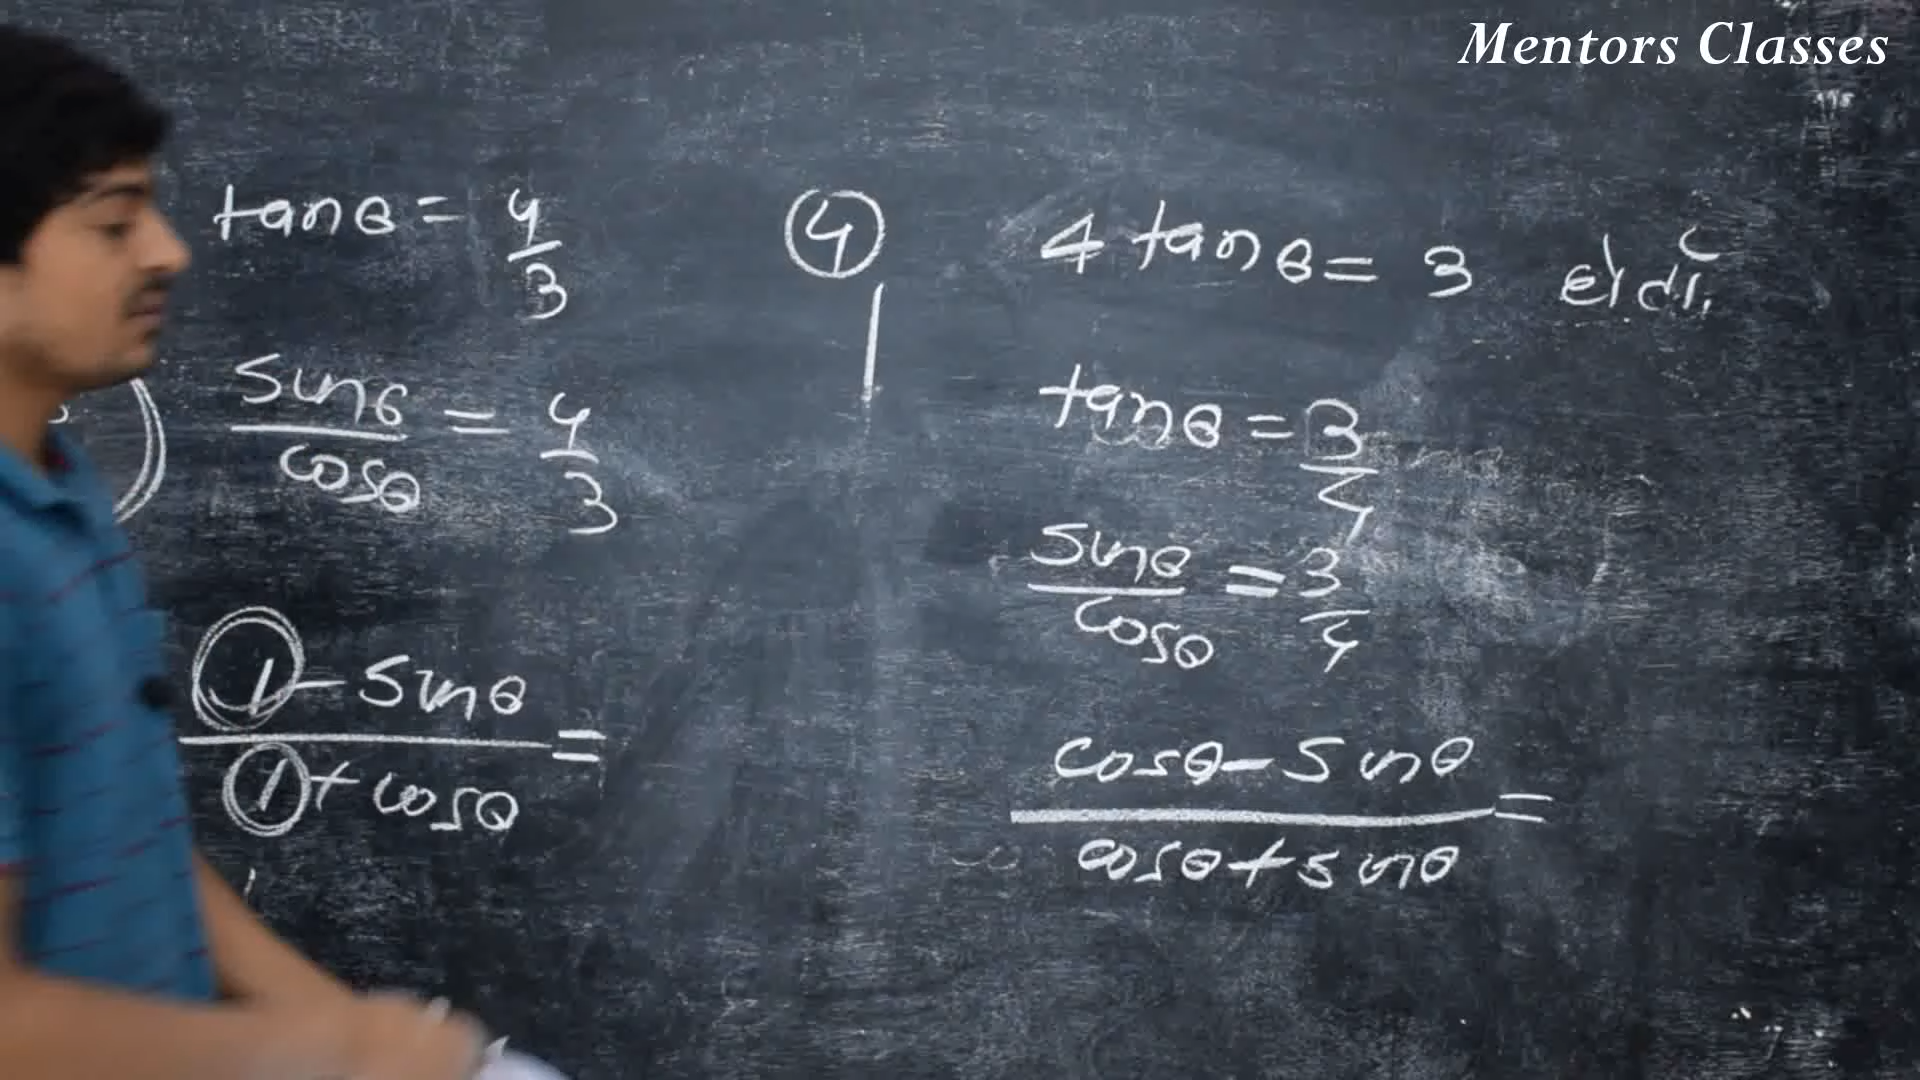 Mentors Classes
tanθ = 4/3
sinθ/cosθ = 4/3
1 - sinθ / 1 + cosθ =
④
4 tanθ = 3 હોય તો
tanθ = 3/4
sinθ/cosθ = 3/4
cosθ - sinθ / cosθ + sinθ =